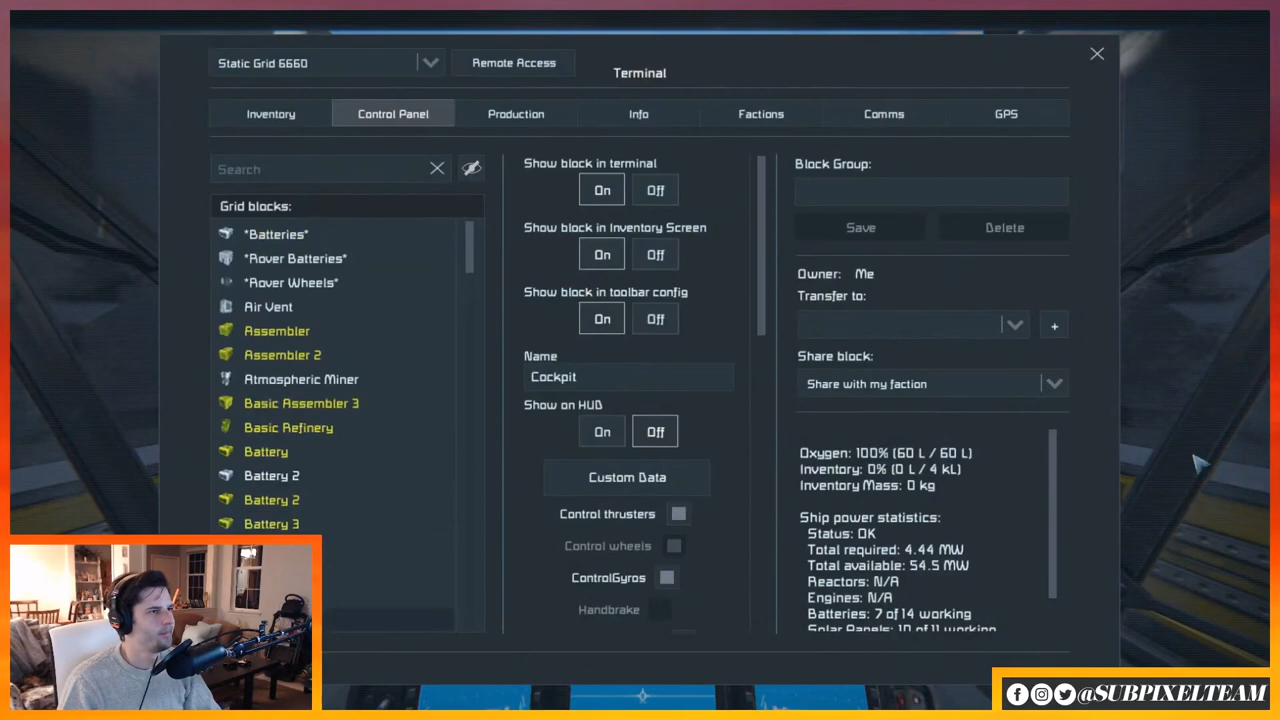 Static Grid 6660
Remote Access
Terminal
Inventory
Control Panel
Production
Info
Factions
Comms
GPS
Search
Grid blocks:
*Batteries*
*Rover Batteries*
*Rover Wheels*
Air Vent
Assembler
Assembler 2
Atmospheric Miner
Basic Assembler 3
Basic Refinery
Battery
Battery 2
Battery 2
Battery 3
Show block in terminal
On Off
Show block in Inventory Screen
On Off
Show block in toolbar config
On Off
Name
Cockpit
Show on HUD
On Off
Custom Data
Control thrusters
Control wheels
ControlGyros
Handbrake
Block Group:
Save Delete
Owner: Me
Transfer to:
+
Share block:
Share with my faction
Oxygen: 100% (60 L / 60 L)
Inventory: 0% (0 L / 4 kL)
Inventory Mass: 0 kg
Ship power statistics:
Status: OK
Total required: 4.44 MW
Total available: 54.5 MW
Reactors: N/A
Engines: N/A
Batteries: 7 of 14 working
Solar Panels: 10 of 11 working
@SUBPIXELTEAM